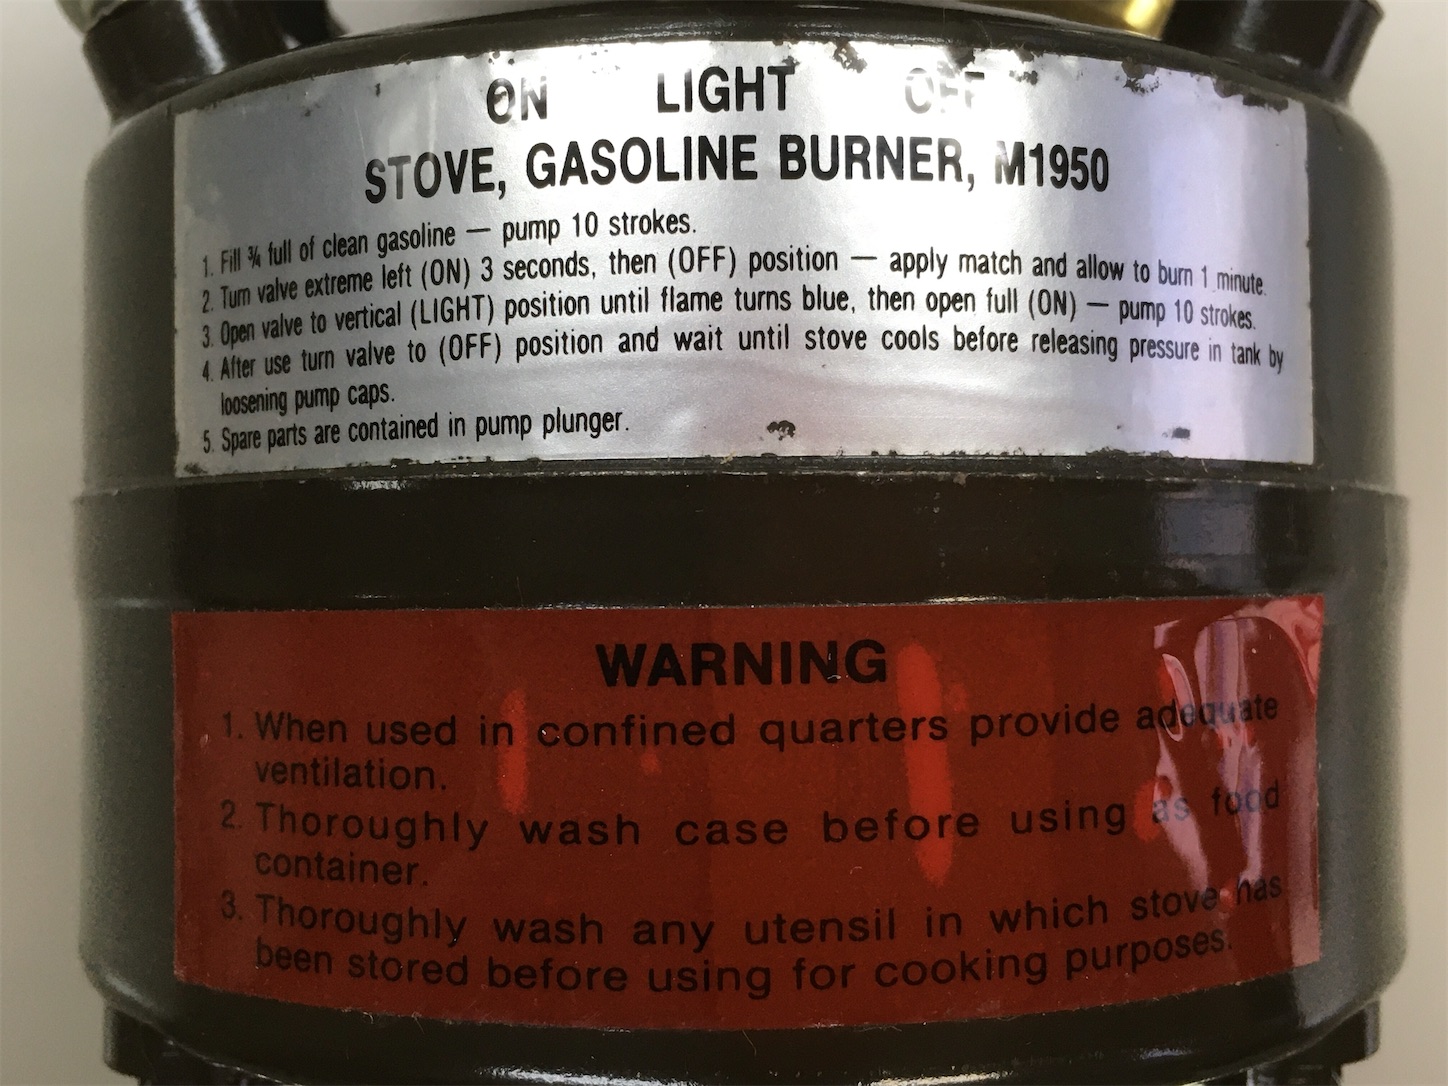 ON LIGHT OFF
STOVE, GASOLINE BURNER, M1950
1. Fill ¾ full of clean gasoline — pump 10 strokes.
2. Turn valve extreme left (ON) 3 seconds, then (OFF) position — apply match and allow to burn 1 minute.
3. Open valve to vertical (LIGHT) position until flame turns blue, then open full (ON) — pump 10 strokes.
4. After use turn valve to (OFF) position and wait until stove cools before releasing pressure in tank by
loosening pump caps.
5. Spare parts are contained in pump plunger.
WARNING
1. When used in confined quarters provide adequate
ventilation.
2. Thoroughly wash case before using as food
container.
3. Thoroughly wash any utensil in which stove has
been stored before using for cooking purposes.